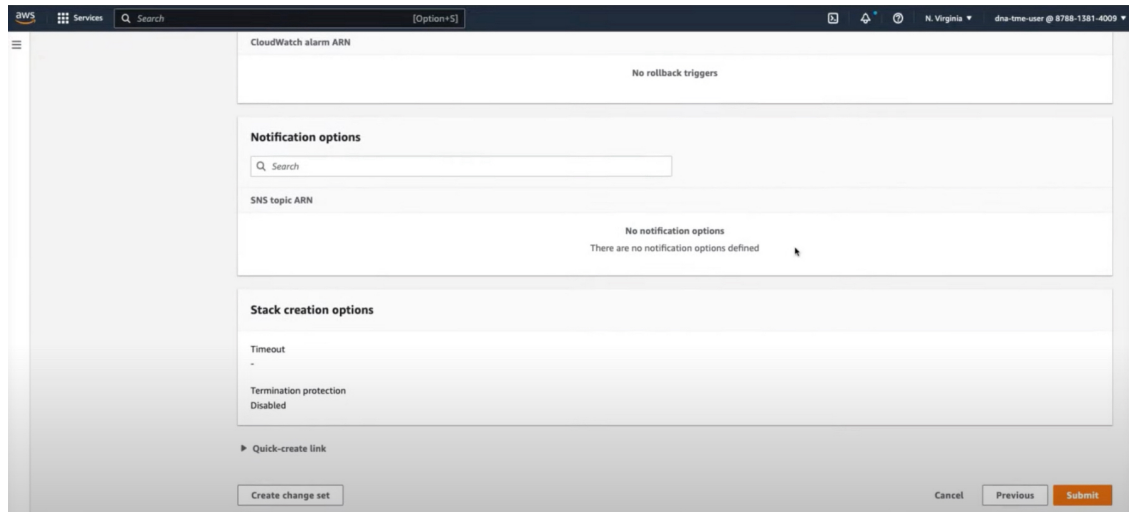 aws Services Search [Option+S] N. Virginia dna-tme-user @ 8788-1381-4009
CloudWatch alarm ARN
No rollback triggers
Notification options
Search
SNS topic ARN
No notification options
There are no notification options defined
Stack creation options
Timeout
-
Termination protection
Disabled
Quick-create link
Create change set Cancel Previous Submit